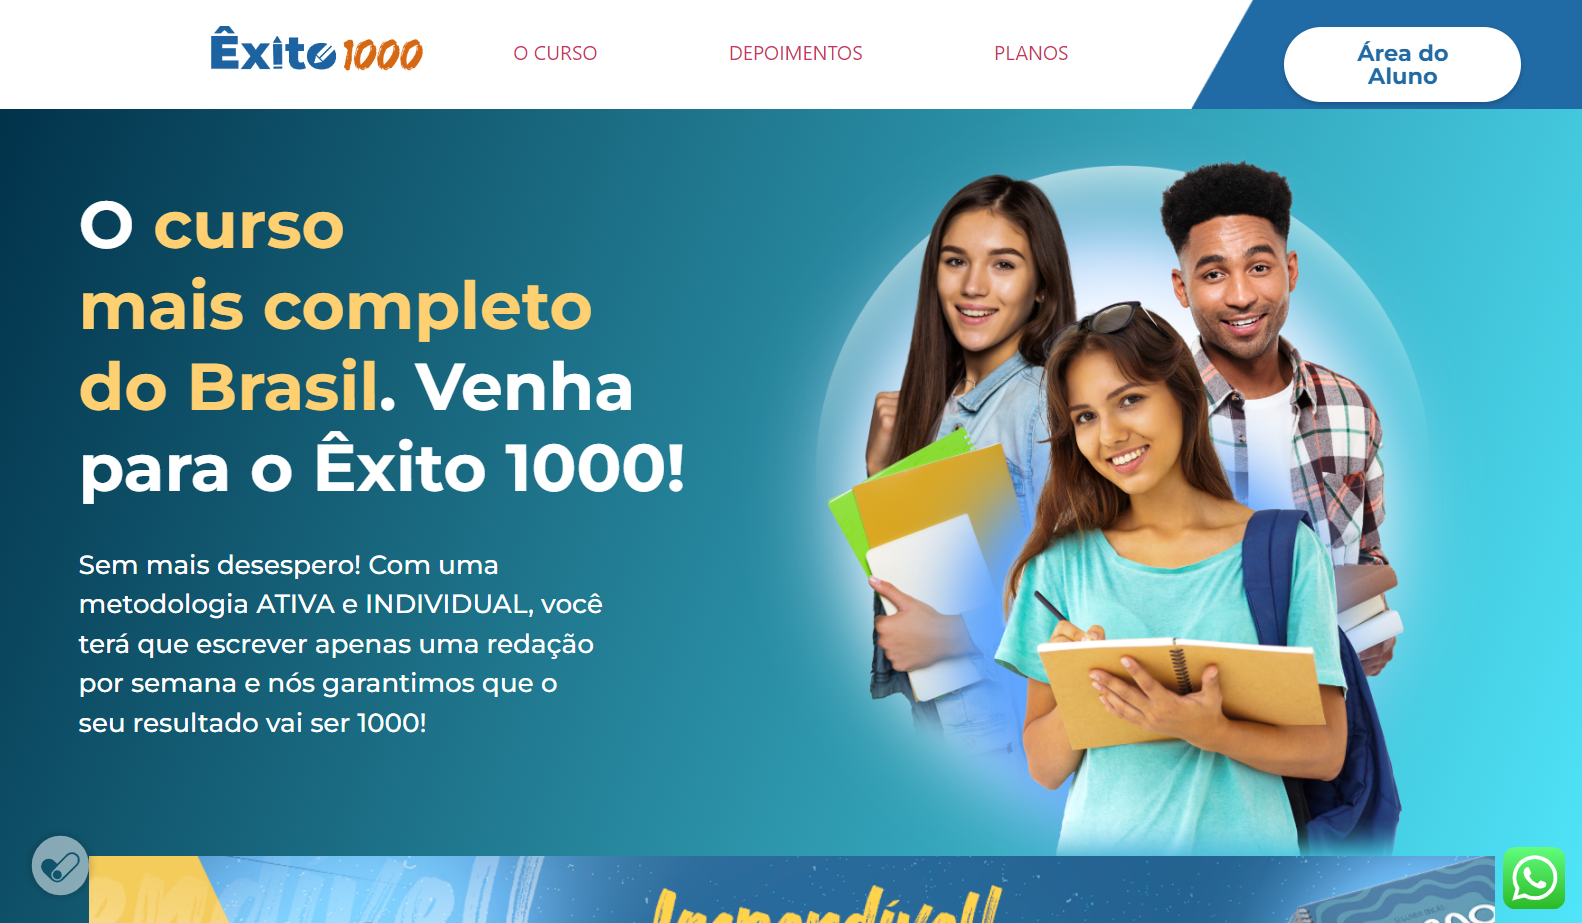 Êxito 1000
O CURSO
DEPOIMENTOS
PLANOS
Área do
Aluno
O curso
mais completo
do Brasil. Venha
para o Êxito 1000!
Sem mais desespero! Com uma
metodologia ATIVA e INDIVIDUAL, você
terá que escrever apenas uma redação
por semana e nós garantimos que o
seu resultado vai ser 1000!